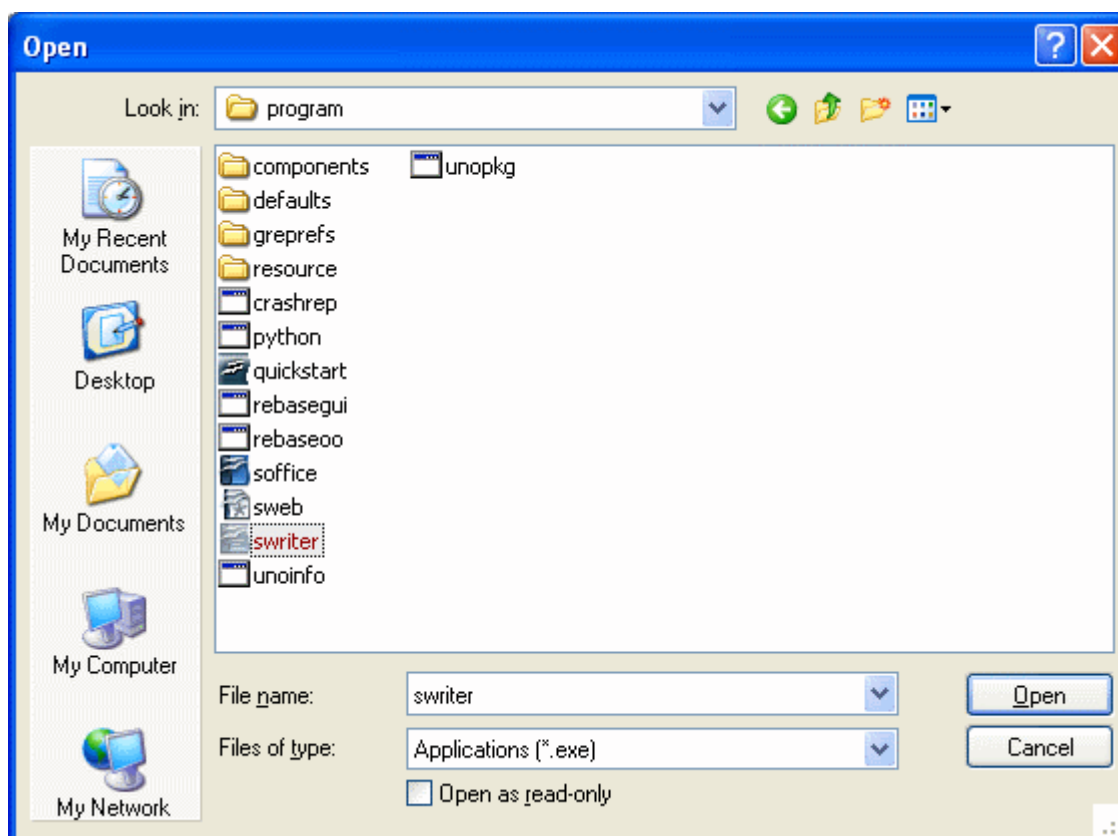 Open
Look in: program
components
defaults
greprefs
resource
crashrep
python
quickstart
rebasegui
rebaseoo
soffice
sweb
swriter
unoinfo
unopkg
My Recent
Documents
Desktop
My Documents
My Computer
My Network
File name: swriter Open
Files of type: Applications (*.exe) Cancel
Open as read-only